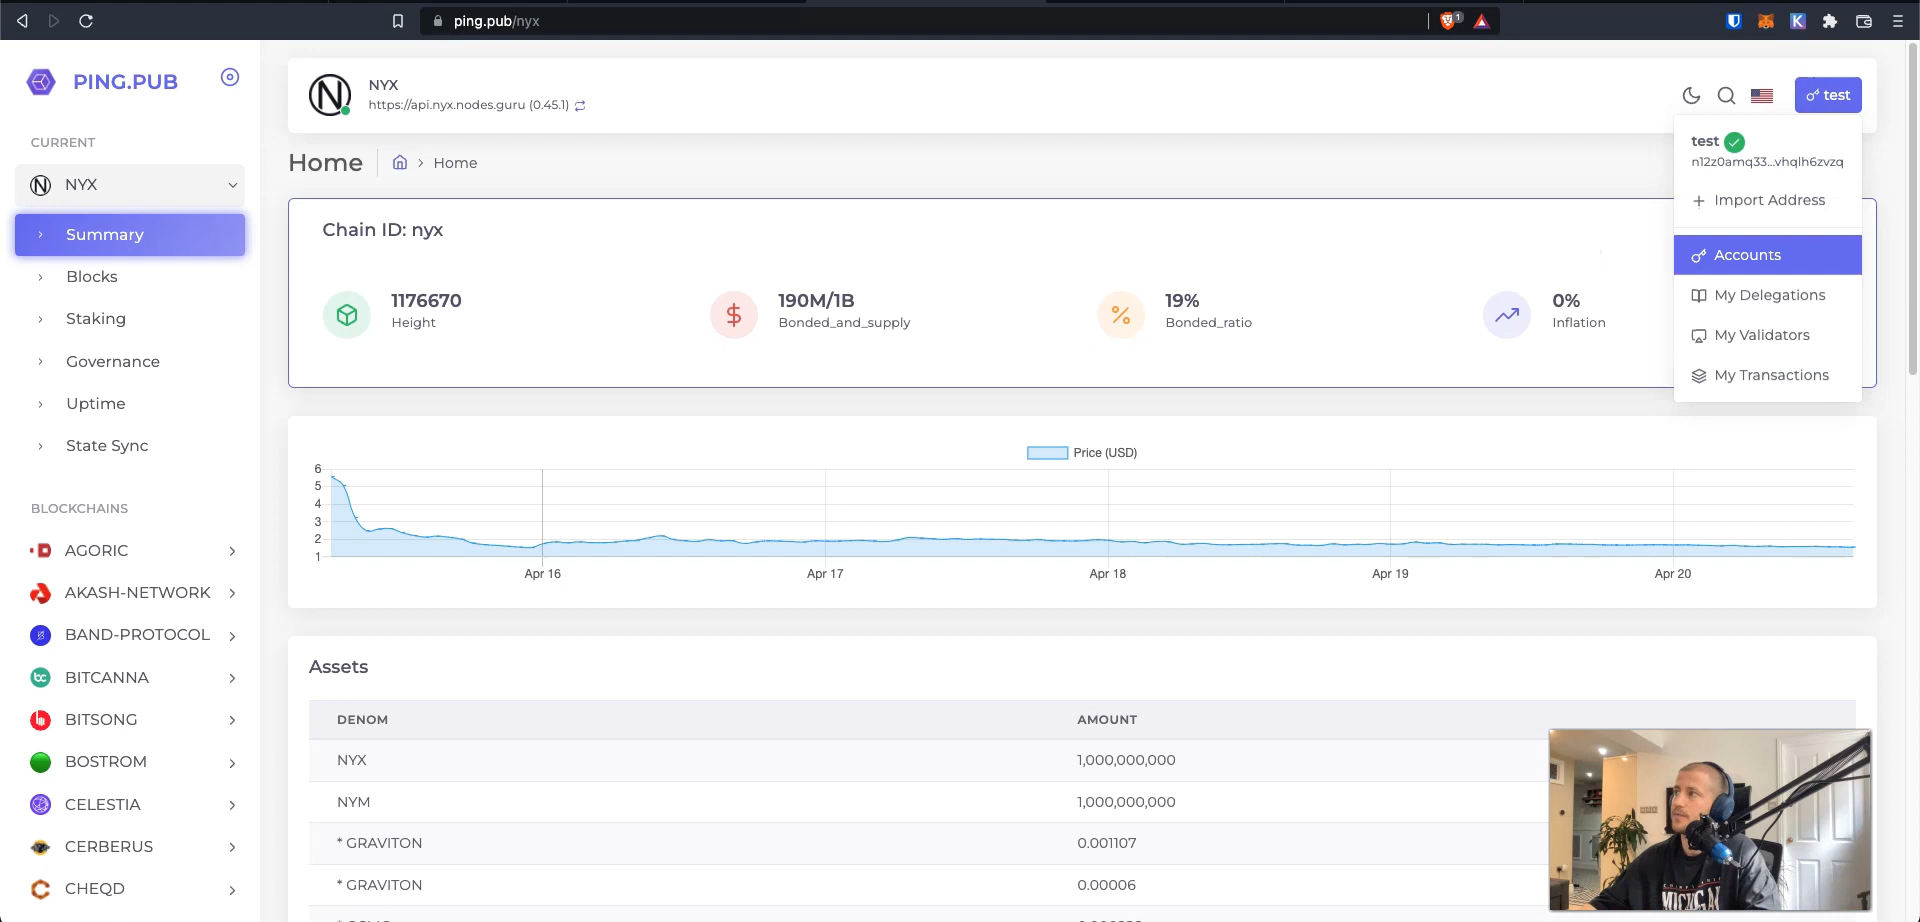 ping.pub/nyx
1
K
PING.PUB
CURRENT
NYX
Summary
Blocks
Staking
Governance
Uptime
State Sync
BLOCKCHAINS
AGORIC
AKASH-NETWORK
BAND-PROTOCOL
BITCANNA
BITSONG
BOSTROM
CELESTIA
CERBERUS
CHEQD
NYX
https://api.nyx.nodes.guru (0.45.1)
test
test
n12z0amq33...vhqlh6zvzq
Import Address
Accounts
My Delegations
My Validators
My Transactions
Home
Home
Chain ID: nyx
1176670
Height
190M/1B
Bonded_and_supply
19%
Bonded_ratio
0%
Inflation
Price (USD)
6
5
4
3
2
1
Apr 16
Apr 17
Apr 18
Apr 19
Apr 20
Assets
DENOM AMOUNT
NYX 1,000,000,000
NYM 1,000,000,000
* GRAVITON 0.001107
* GRAVITON 0.00006